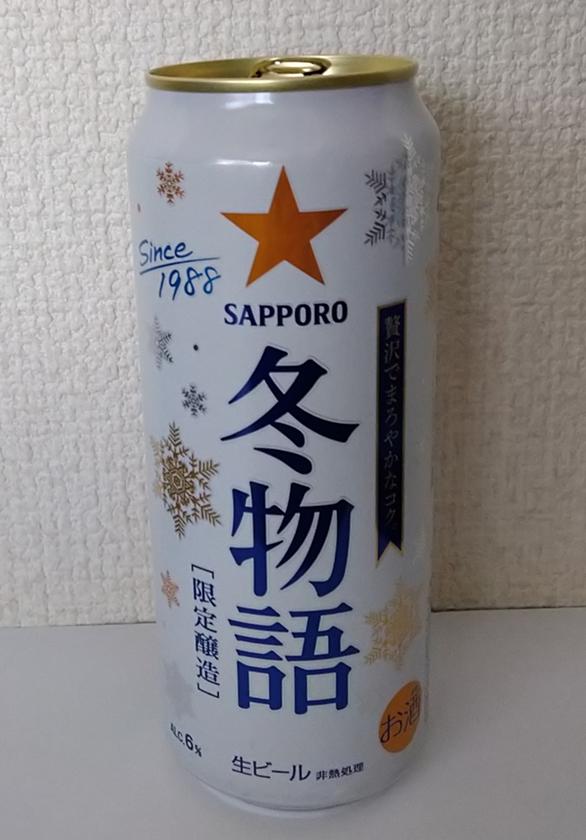 Since
1988
SAPPORO
冬物語
贅沢でまろやかなコク。
[限定醸造]
お酒
ALC.6%
生ビール 非熱処理